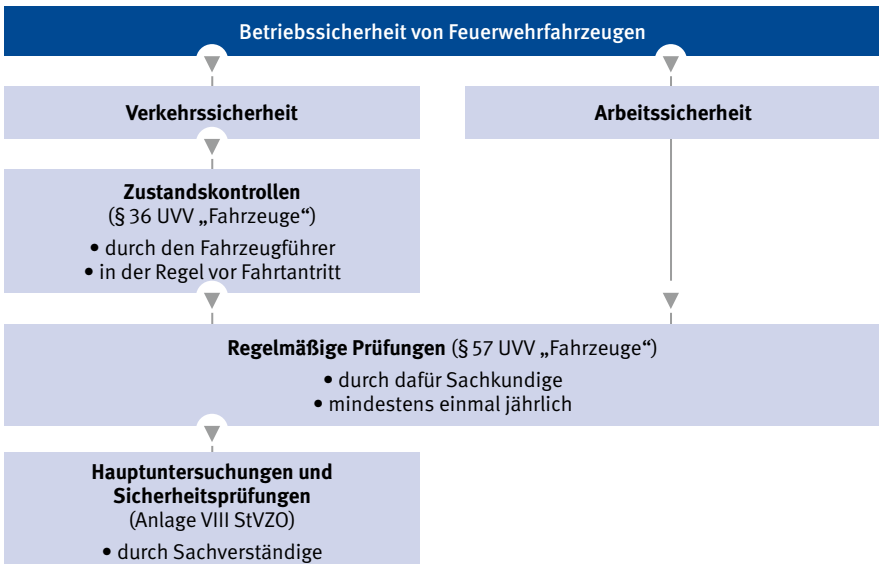 Betriebssicherheit von Feuerwehrfahrzeugen
Verkehrssicherheit
Arbeitssicherheit
Zustandskontrollen
(§ 36 UVV „Fahrzeuge“)
• durch den Fahrzeugführer
• in der Regel vor Fahrtantritt
Regelmäßige Prüfungen (§ 57 UVV „Fahrzeuge“)
• durch dafür Sachkundige
• mindestens einmal jährlich
Hauptuntersuchungen und
Sicherheitsprüfungen
(Anlage VIII StVZO)
• durch Sachverständige